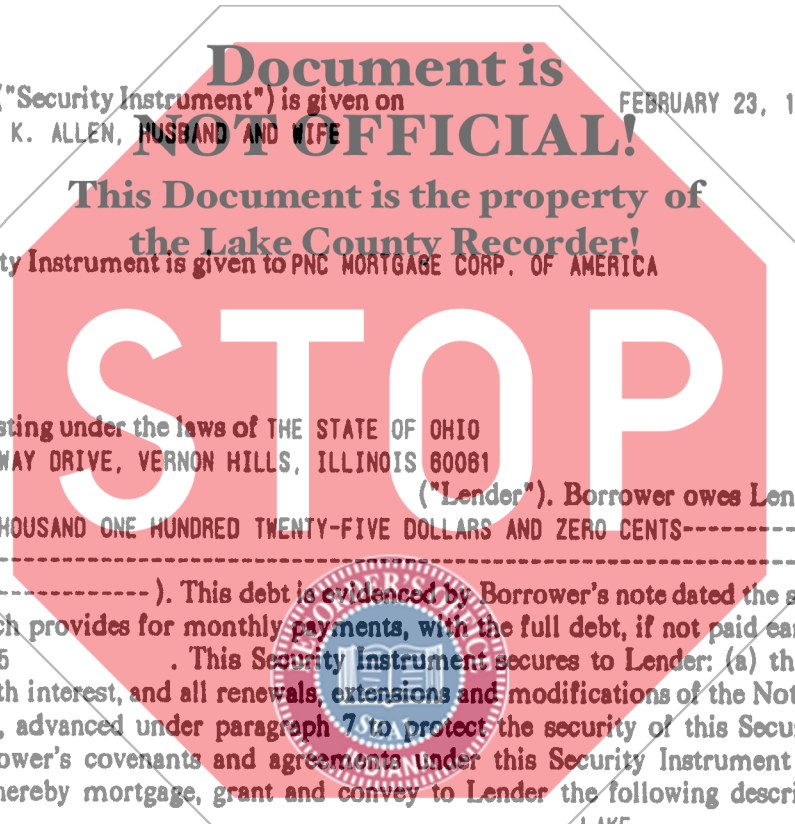 Document is
("Security Instrument") is given on FEBRUARY 23, 1
K. ALLEN, HUSBAND AND WIFE
NOT OFFICIAL!
This Document is the property of
the Lake County Recorder!
ty Instrument is given to PNC MORTGAGE CORP. OF AMERICA
STOP
sting under the laws of THE STATE OF OHIO
WAY DRIVE, VERNON HILLS, ILLINOIS 60061
("Lender"). Borrower owes Len
HOUSAND ONE HUNDRED TWENTY-FIVE DOLLARS AND ZERO CENTS----------
----------------------------------------------------------------
----------- ). This debt is evidenced by Borrower's note dated the s
ch provides for monthly payments, with the full debt, if not paid ear
5 . This Security Instrument secures to Lender: (a) th
th interest, and all renewals, extensions and modifications of the Not
, advanced under paragraph 7 to protect the security of this Secu
ower's covenants and agreements under this Security Instrument
hereby mortgage, grant and convey to Lender the following descri
LAKE
RECORDER'S OFFICE
SEAL
INDIANA